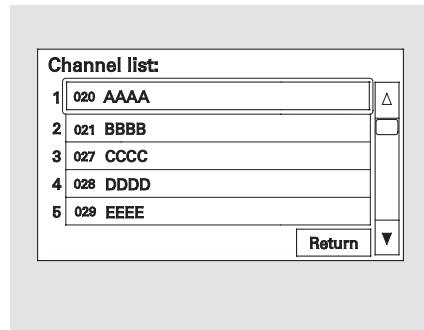 Channel list:
1 020 AAAA
2 021 BBBB
3 027 CCCC
4 028 DDDD
5 029 EEEE
Return